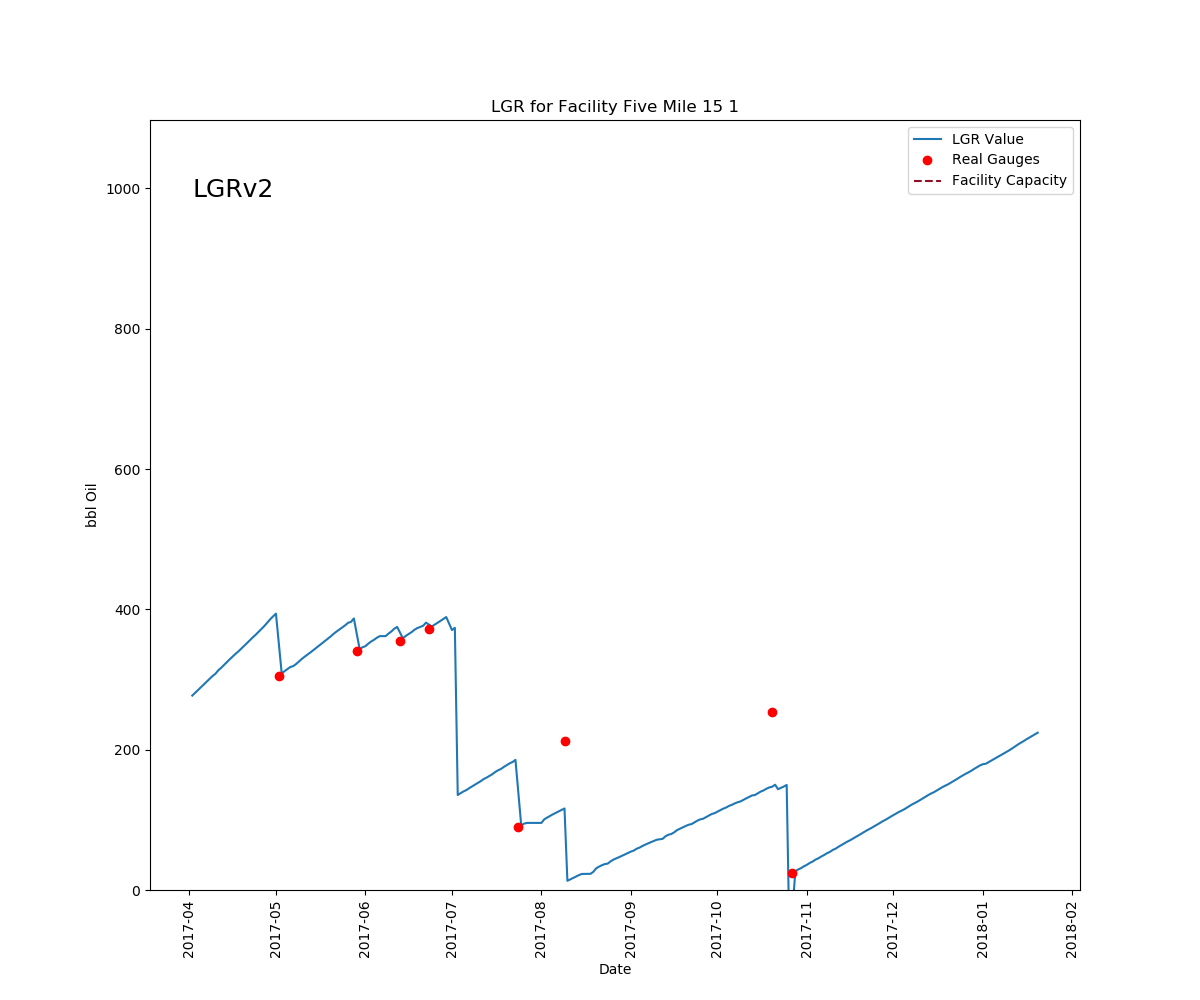 LGR for Facility Five Mile 15 1
LGRv2
LGR Value
Real Gauges
Facility Capacity
bbl Oil
1000
800
600
400
200
0
2017-04
2017-05
2017-06
2017-07
2017-08
2017-09
2017-10
2017-11
2017-12
2018-01
2018-02
Date